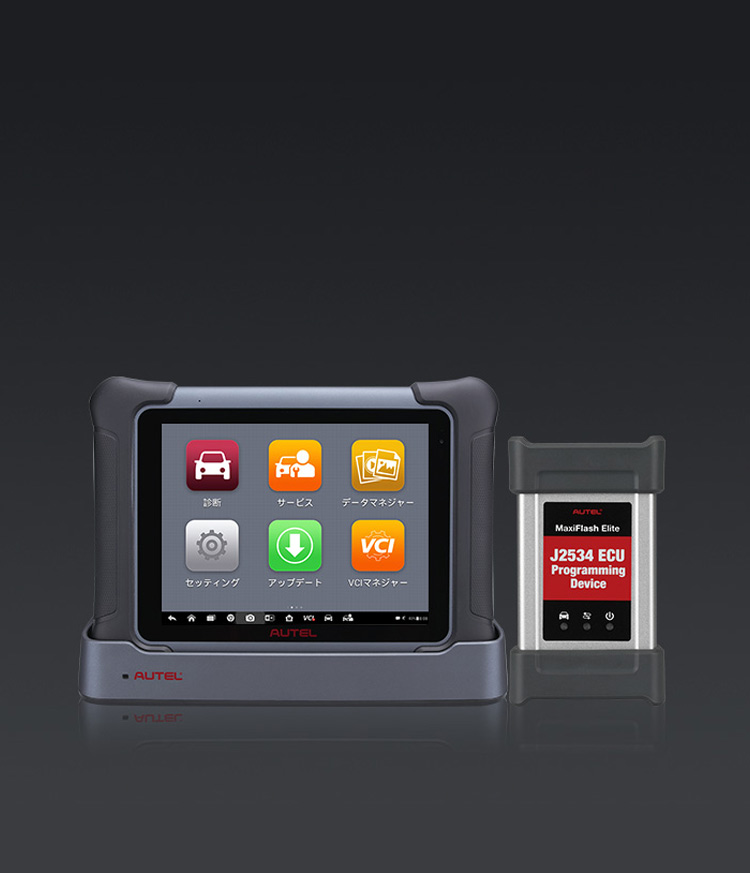 診断
サービス
データマネジャー
セッティング
アップデート
VCI
VCIマネジャー
VCI
AUTEL
AUTEL
AUTEL
MaxiFlash Elite
J2534 ECU
Programming
Device